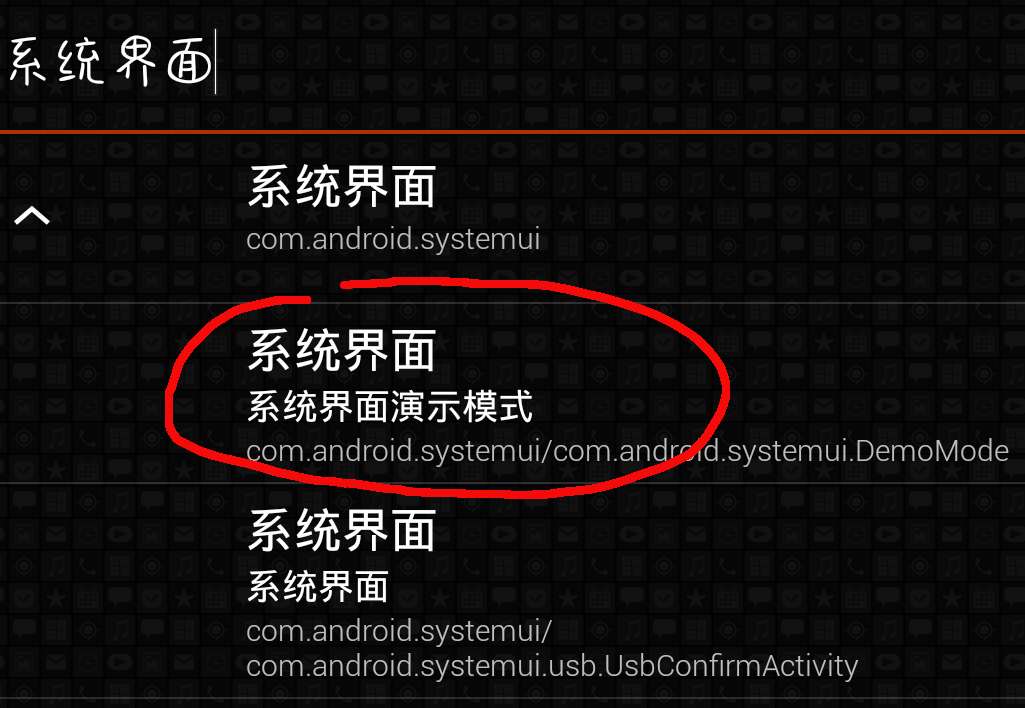 系统界面
系统界面
com.android.systemui
系统界面
系统界面演示模式
com.android.systemui/com.android.systemui.DemoMode
系统界面
系统界面
com.android.systemui/
com.android.systemui.usb.UsbConfirmActivity